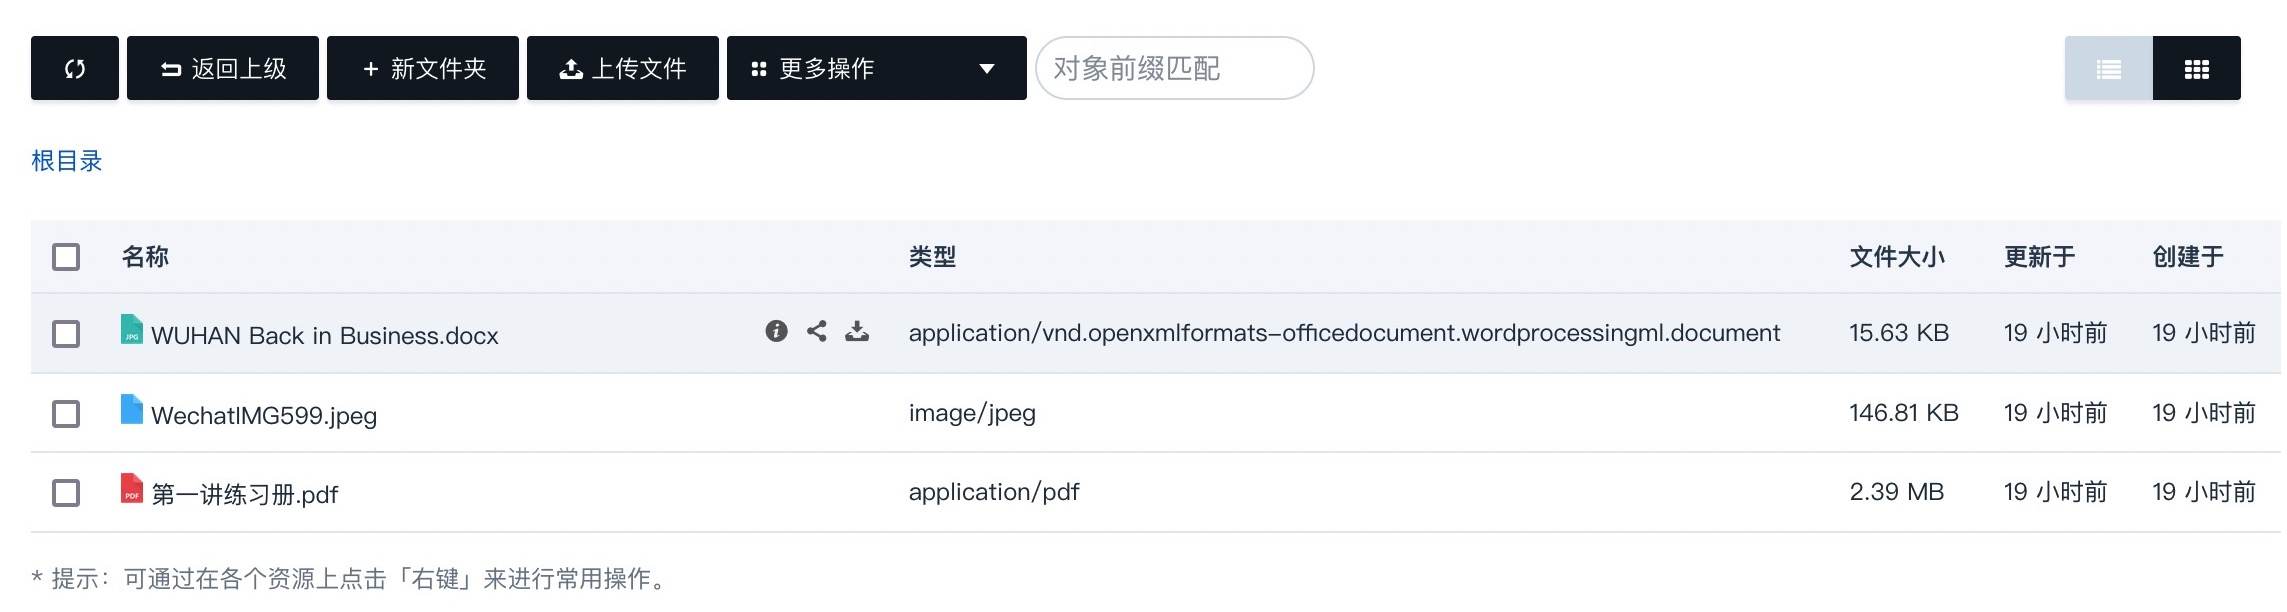 返回上级 新文件夹 上传文件 更多操作 对象前缀匹配
根目录
名称 类型 文件大小 更新于 创建于
JPG WUHAN Back in Business.docx application/vnd.openxmlformats-officedocument.wordprocessingml.document 15.63 KB 19 小时前 19 小时前
WechatIMG599.jpeg image/jpeg 146.81 KB 19 小时前 19 小时前
PDF 第一讲练习册.pdf application/pdf 2.39 MB 19 小时前 19 小时前
* 提示：可通过在各个资源上点击「右键」来进行常用操作。